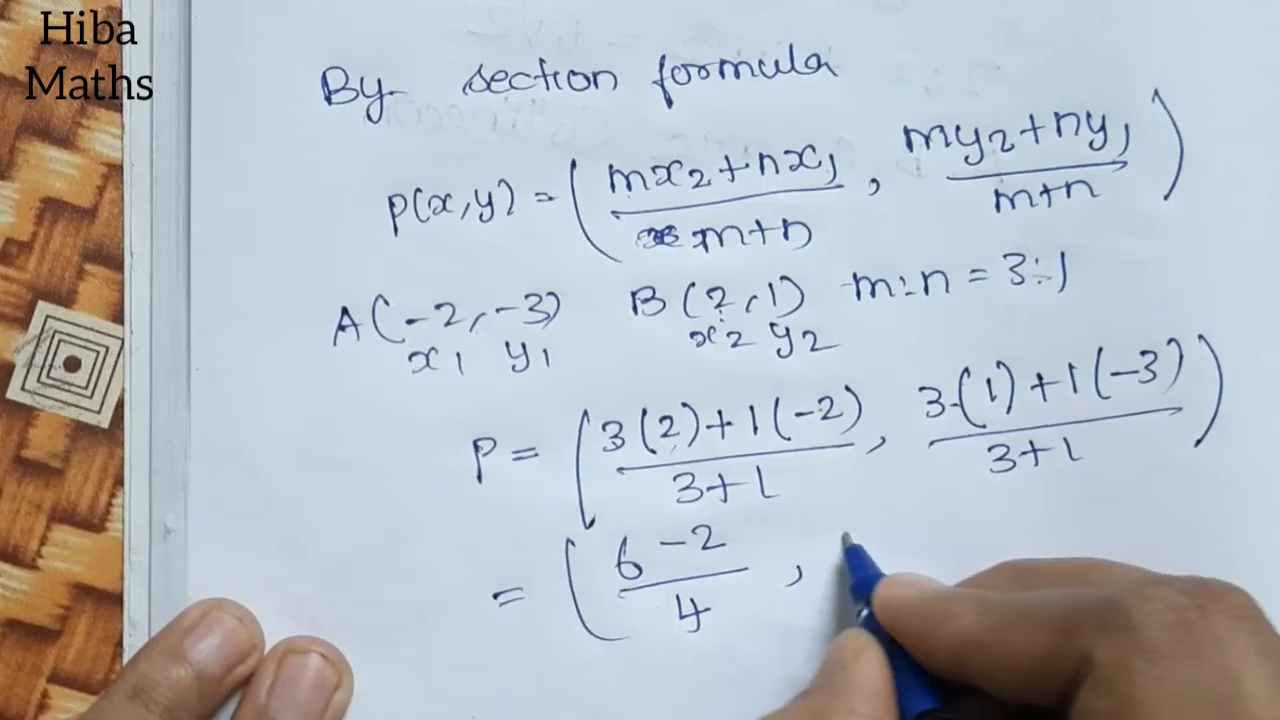 Hiba
Maths
By section formula
P(x,y) = ( mx2+nx1 / m+n , my2+ny1 / m+n )
A(-2,-3) B(2,1) m:n = 3:1
x1 y1 x2 y2
P = ( 3(2)+1(-2) / 3+1 , 3(1)+1(-3) / 3+1 )
= ( 6-2 / 4 ,